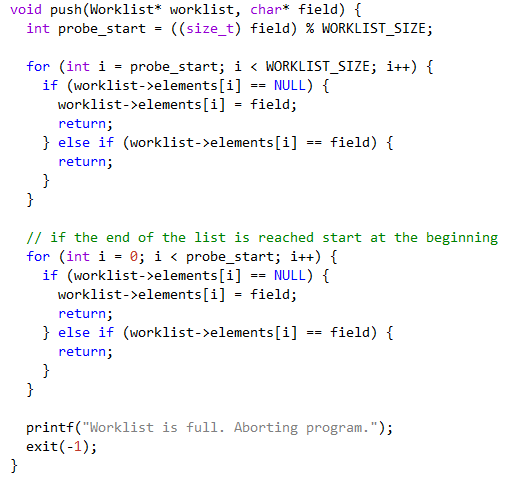 void push(Worklist* worklist, char* field) {
  int probe_start = ((size_t) field) % WORKLIST_SIZE;

  for (int i = probe_start; i < WORKLIST_SIZE; i++) {
    if (worklist->elements[i] == NULL) {
      worklist->elements[i] = field;
      return;
    } else if (worklist->elements[i] == field) {
      return;
    }
  }

  // if the end of the list is reached start at the beginning
  for (int i = 0; i < probe_start; i++) {
    if (worklist->elements[i] == NULL) {
      worklist->elements[i] = field;
      return;
    } else if (worklist->elements[i] == field) {
      return;
    }
  }

  printf("Worklist is full. Aborting program.");
  exit(-1);
}